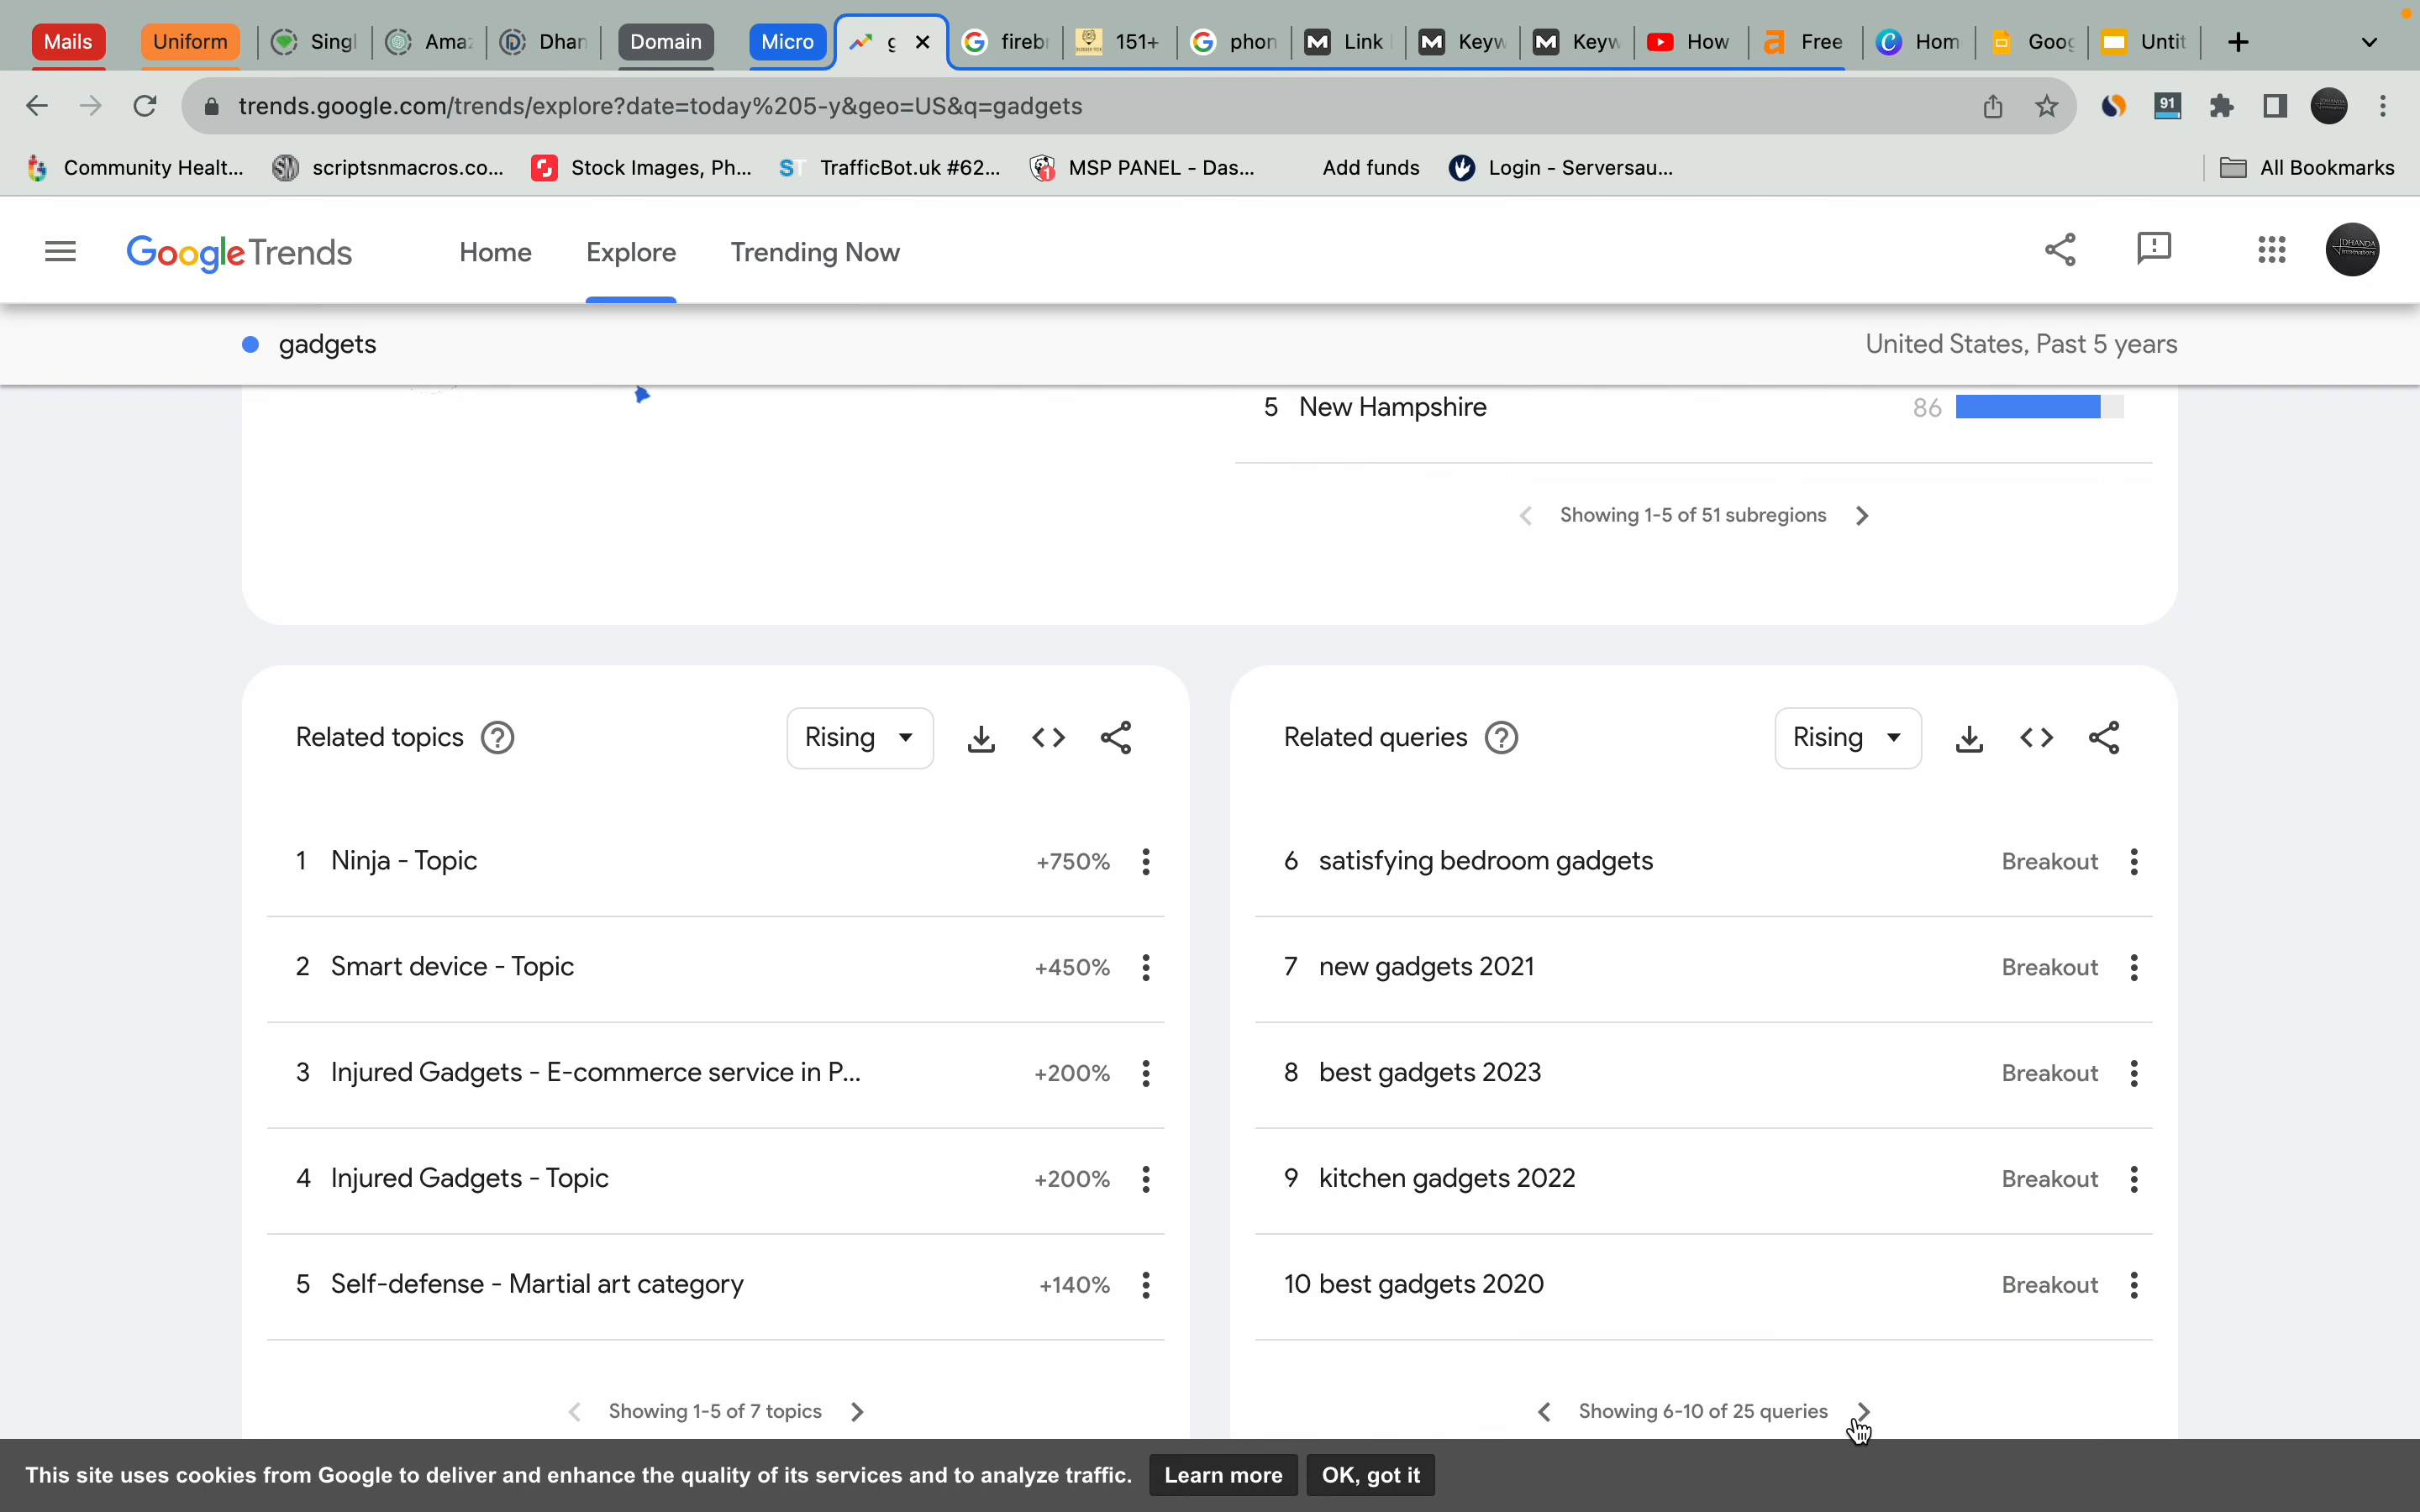 Mails Uniform Singl Ama: Dhan Domain Micro g fireb 151+ phon Link Keyw Keyw How Free Hom Goog Untit
trends.google.com/trends/explore?date=today%205-y&geo=US&q=gadgets 91
Community Healt... scriptsnmacros.co... Stock Images, Ph... TrafficBot.uk #62... MSP PANEL - Das... Add funds Login - Serversau... All Bookmarks
Google Trends Home Explore Trending Now
gadgets United States, Past 5 years
5 New Hampshire 86
Showing 1-5 of 51 subregions
Related topics Rising
1 Ninja - Topic +750%
2 Smart device - Topic +450%
3 Injured Gadgets - E-commerce service in P... +200%
4 Injured Gadgets - Topic +200%
5 Self-defense - Martial art category +140%
Showing 1-5 of 7 topics
Related queries Rising
6 satisfying bedroom gadgets Breakout
7 new gadgets 2021 Breakout
8 best gadgets 2023 Breakout
9 kitchen gadgets 2022 Breakout
10 best gadgets 2020 Breakout
Showing 6-10 of 25 queries
This site uses cookies from Google to deliver and enhance the quality of its services and to analyze traffic. Learn more OK, got it